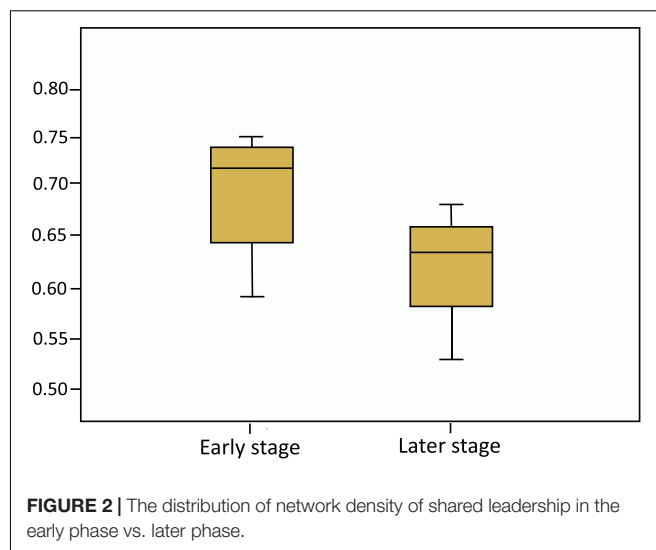 0.80
0.75
0.70
0.65
0.60
0.55
0.50
Early stage
Later stage
FIGURE 2 | The distribution of network density of shared leadership in the
early phase vs. later phase.